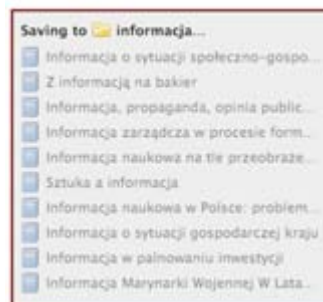 Saving to informacja...
Informacja o sytuacji społeczno-gospo...
Z informacją na bakier
Informacja, propaganda, opinia public...
Informacja zarządcza w procesie form...
Informacja naukowa na tle przeobraże...
Sztuka a informacja
Informacja naukowa w Polsce: problem...
Informacja o sytuacji gospodarczej kraju
Informacja w palnowaniu inwestycji
Informacja Marynarki Wojennej W Lata...